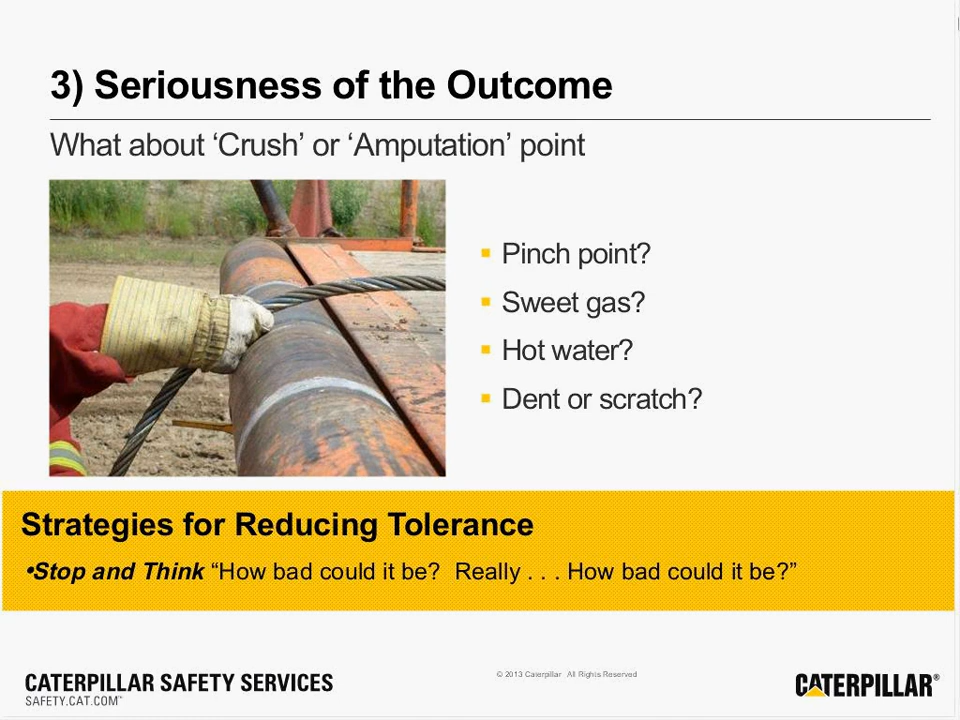 3) Seriousness of the Outcome
What about ‘Crush’ or ‘Amputation’ point
▪ Pinch point?
▪ Sweet gas?
▪ Hot water?
▪ Dent or scratch?
Strategies for Reducing Tolerance
•Stop and Think “How bad could it be? Really . . . How bad could it be?”
CATERPILLAR SAFETY SERVICES
SAFETY.CAT.COM™
© 2013 Caterpillar All Rights Reserved
CATERPILLAR®